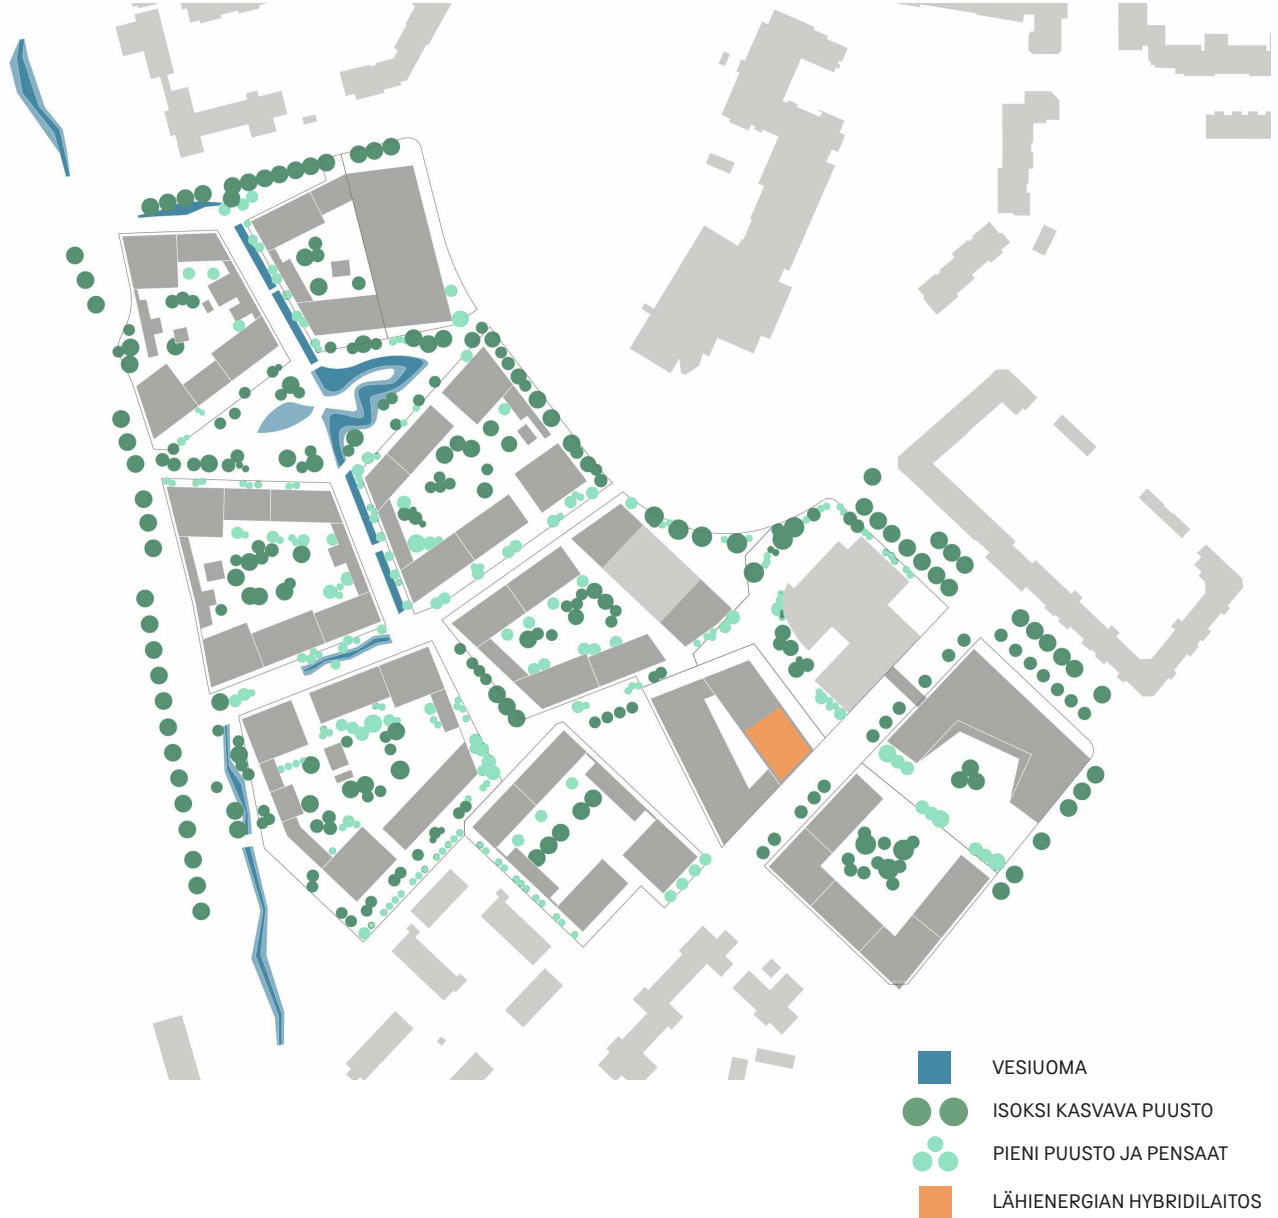 VESIUOMA
ISOKSI KASVAVA PUUSTO
PIENI PUUSTO JA PENSAAT
LÄHIENERGIAN HYBRIDILAITOS